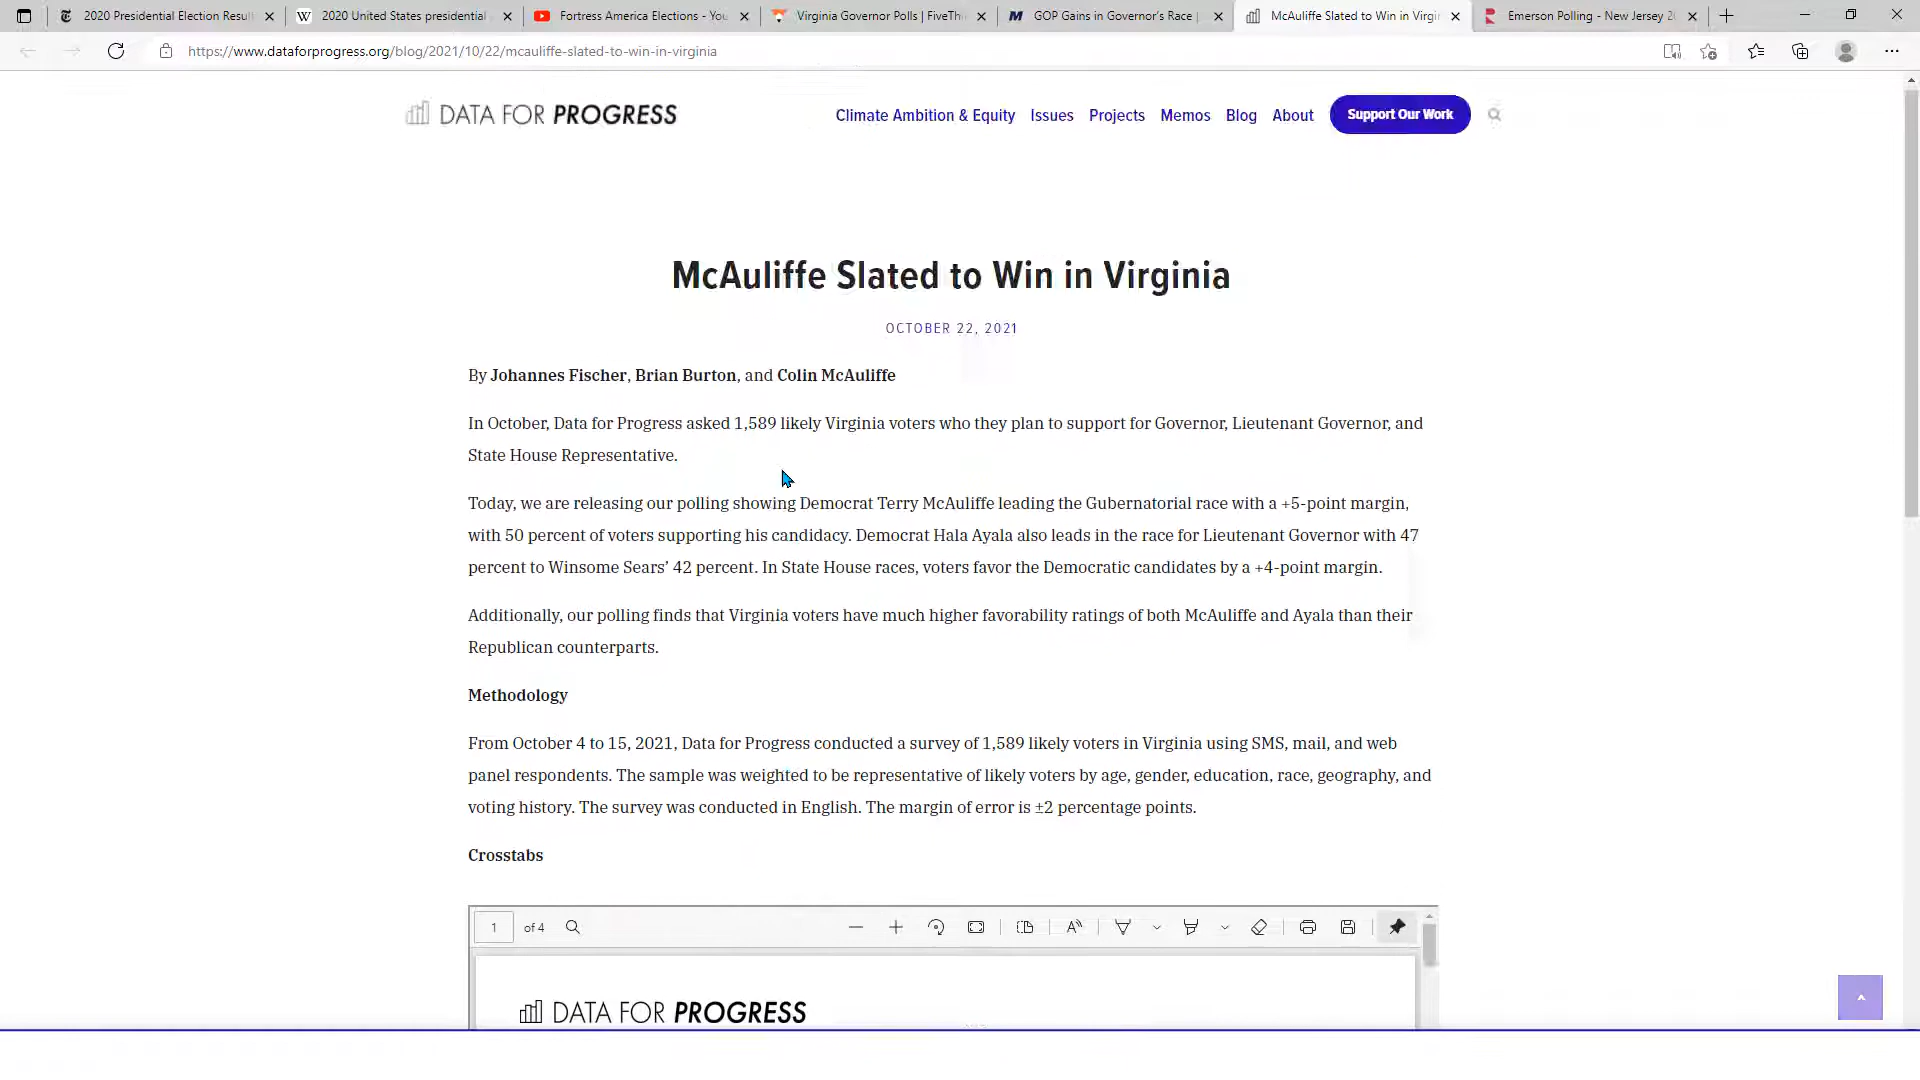 2020 Presidential Election Resul
2020 United States presidential
Fortress America Elections - You
Virginia Governor Polls | FiveTh
GOP Gains in Governor's Race |
McAuliffe Slated to Win in Virgin
Emerson Polling - New Jersey 20
https://www.dataforprogress.org/blog/2021/10/22/mcauliffe-slated-to-win-in-virginia
DATA FOR PROGRESS
Climate Ambition & Equity Issues Projects Memos Blog About Support Our Work
McAuliffe Slated to Win in Virginia
OCTOBER 22, 2021
By Johannes Fischer, Brian Burton, and Colin McAuliffe
In October, Data for Progress asked 1,589 likely Virginia voters who they plan to support for Governor, Lieutenant Governor, and
State House Representative.
Today, we are releasing our polling showing Democrat Terry McAuliffe leading the Gubernatorial race with a +5-point margin,
with 50 percent of voters supporting his candidacy. Democrat Hala Ayala also leads in the race for Lieutenant Governor with 47
percent to Winsome Sears' 42 percent. In State House races, voters favor the Democratic candidates by a +4-point margin.
Additionally, our polling finds that Virginia voters have much higher favorability ratings of both McAuliffe and Ayala than their
Republican counterparts.
Methodology
From October 4 to 15, 2021, Data for Progress conducted a survey of 1,589 likely voters in Virginia using SMS, mail, and web
panel respondents. The sample was weighted to be representative of likely voters by age, gender, education, race, geography, and
voting history. The survey was conducted in English. The margin of error is ±2 percentage points.
Crosstabs
1 of 4
DATA FOR PROGRESS